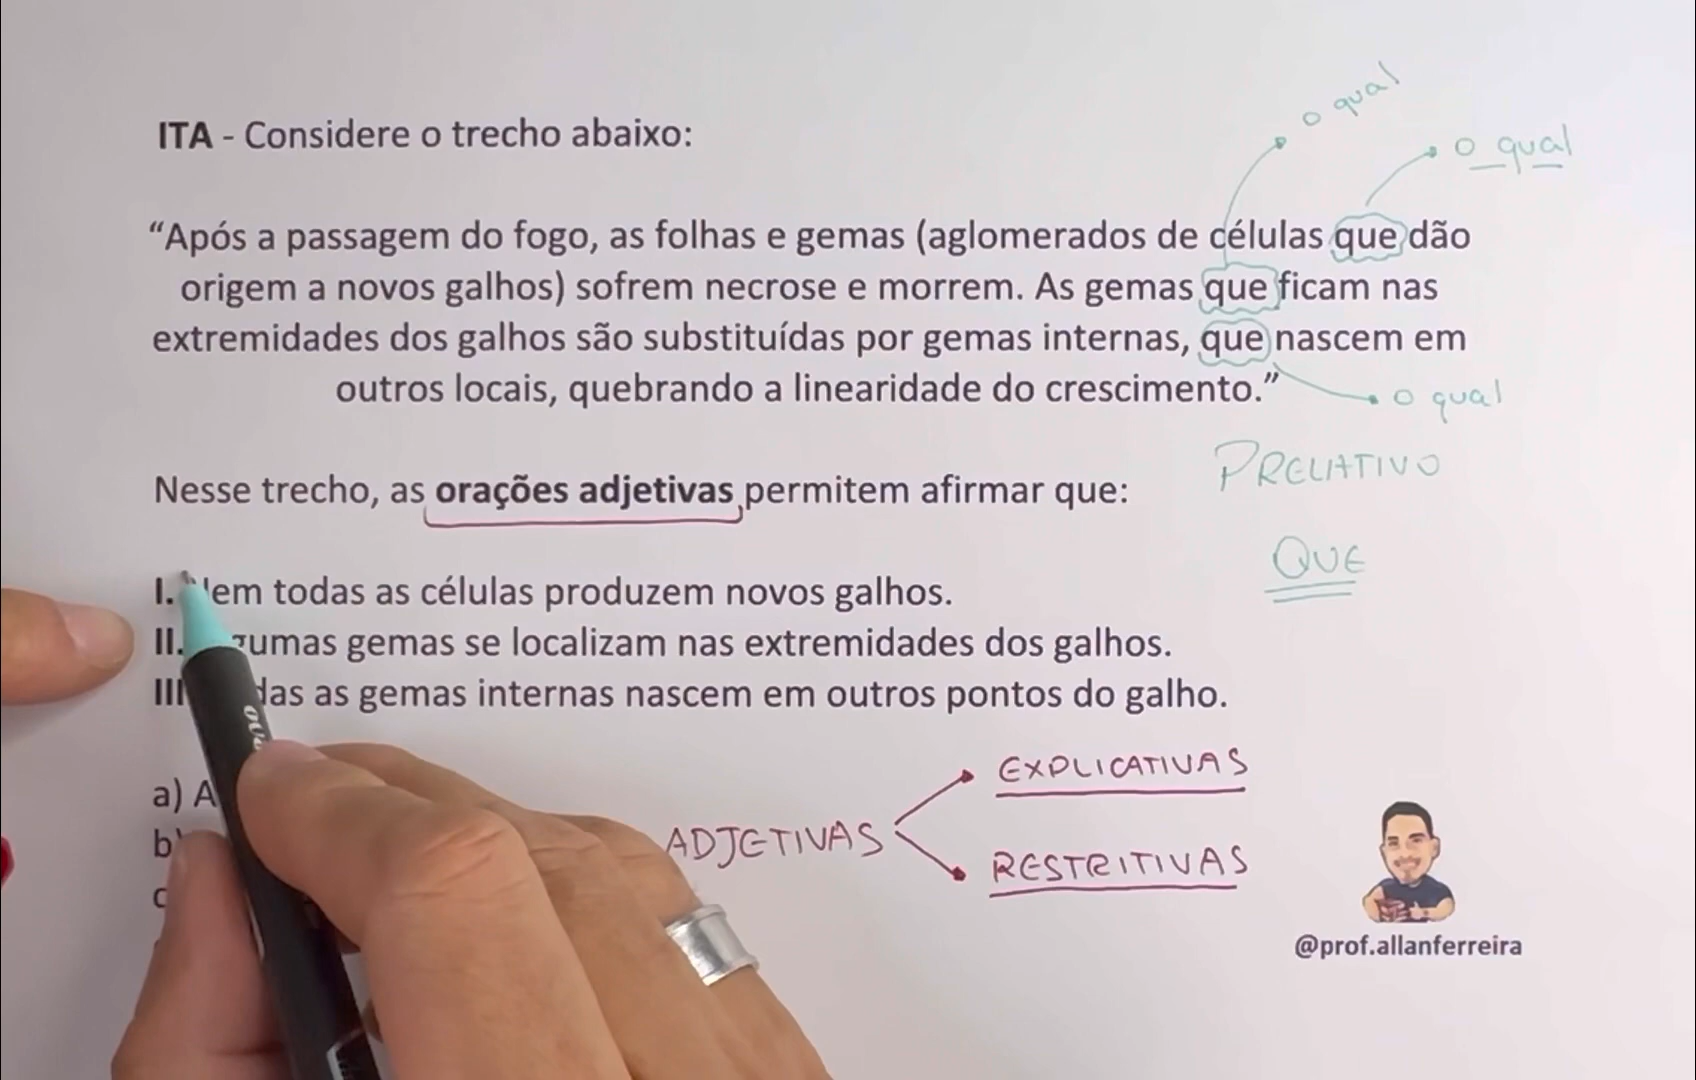 o qual
ITA - Considere o trecho abaixo:
o qual
“Após a passagem do fogo, as folhas e gemas (aglomerados de células que dão
origem a novos galhos) sofrem necrose e morrem. As gemas que ficam nas
extremidades dos galhos são substituídas por gemas internas, que nascem em
outros locais, quebrando a linearidade do crescimento.”
o qual
PRELATIVO
Nesse trecho, as orações adjetivas permitem afirmar que:
QUE
I. Nem todas as células produzem novos galhos.
II. gumas gemas se localizam nas extremidades dos galhos.
III das as gemas internas nascem em outros pontos do galho.
EXPLICATIVAS
a) A
ADJETIVAS
b)
RESTRITIVAS
c
@prof.allanferreira